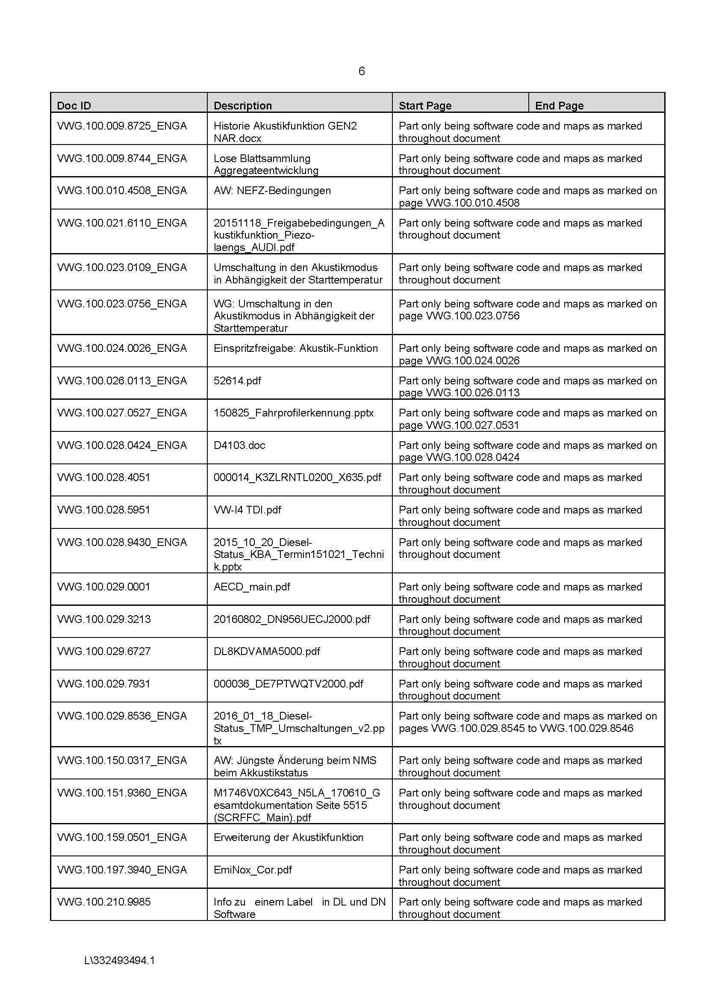 6
Doc ID Description Start Page End Page
VWG.100.009.8725_ENGA Historie Akustikfunktion GEN2 Part only being software code and maps as marked
NAR.docx throughout document
VWG.100.009.8744_ENGA Lose Blattsammlung Part only being software code and maps as marked
Aggregateentwicklung throughout document
VWG.100.010.4508_ENGA AW: NEFZ-Bedingungen Part only being software code and maps as marked on
page VWG.100.010.4508
VWG.100.021.6110_ENGA 20151118_Freigabebedingungen_A Part only being software code and maps as marked
kustikfunktion_Piezo- throughout document
laengs_AUDI.pdf
VWG.100.023.0109_ENGA Umschaltung in den Akustikmodus Part only being software code and maps as marked
in Abhängigkeit der Starttemperatur throughout document
VWG.100.023.0756_ENGA WG: Umschaltung in den Part only being software code and maps as marked on
Akustikmodus in Abhängigkeit der page VWG.100.023.0756
Starttemperatur
VWG.100.024.0026_ENGA Einspritzfreigabe: Akustik-Funktion Part only being software code and maps as marked on
page VWG.100.024.0026
VWG.100.026.0113_ENGA 52614.pdf Part only being software code and maps as marked on
page VWG.100.026.0113
VWG.100.027.0527_ENGA 150825_Fahrprofilerkennung.pptx Part only being software code and maps as marked on
page VWG.100.027.0531
VWG.100.028.0424_ENGA D4103.doc Part only being software code and maps as marked on
page VWG.100.028.0424
VWG.100.028.4051 000014_K3ZLRNTL0200_X635.pdf Part only being software code and maps as marked
throughout document
VWG.100.028.5951 VW-I4 TDI.pdf Part only being software code and maps as marked
throughout document
VWG.100.028.9430_ENGA 2015_10_20_Diesel- Part only being software code and maps as marked
Status_KBA_Termin151021_Techni throughout document
k.pptx
VWG.100.029.0001 AECD_main.pdf Part only being software code and maps as marked
throughout document
VWG.100.029.3213 20160802_DN956UECJ2000.pdf Part only being software code and maps as marked
throughout document
VWG.100.029.6727 DL8KDVAMA5000.pdf Part only being software code and maps as marked
throughout document
VWG.100.029.7931 000036_DE7PTWQTV2000.pdf Part only being software code and maps as marked
throughout document
VWG.100.029.8536_ENGA 2016_01_18_Diesel- Part only being software code and maps as marked on
Status_TMP_Umschaltungen_v2.pp pages VWG.100.029.8545 to VWG.100.029.8546
tx
VWG.100.150.0317_ENGA AW: Jüngste Änderung beim NMS Part only being software code and maps as marked
beim Akkustikstatus throughout document
VWG.100.151.9360_ENGA M1746V0XC643_N5LA_170610_G Part only being software code and maps as marked
esamtdokumentation Seite 5515 throughout document
(SCRFFC_Main).pdf
VWG.100.159.0501_ENGA Erweiterung der Akustikfunktion Part only being software code and maps as marked
throughout document
VWG.100.197.3940_ENGA EmiNox_Cor.pdf Part only being software code and maps as marked
throughout document
VWG.100.210.9985 Info zu einem Label in DL und DN Part only being software code and maps as marked
Software throughout document
L\332493494.1